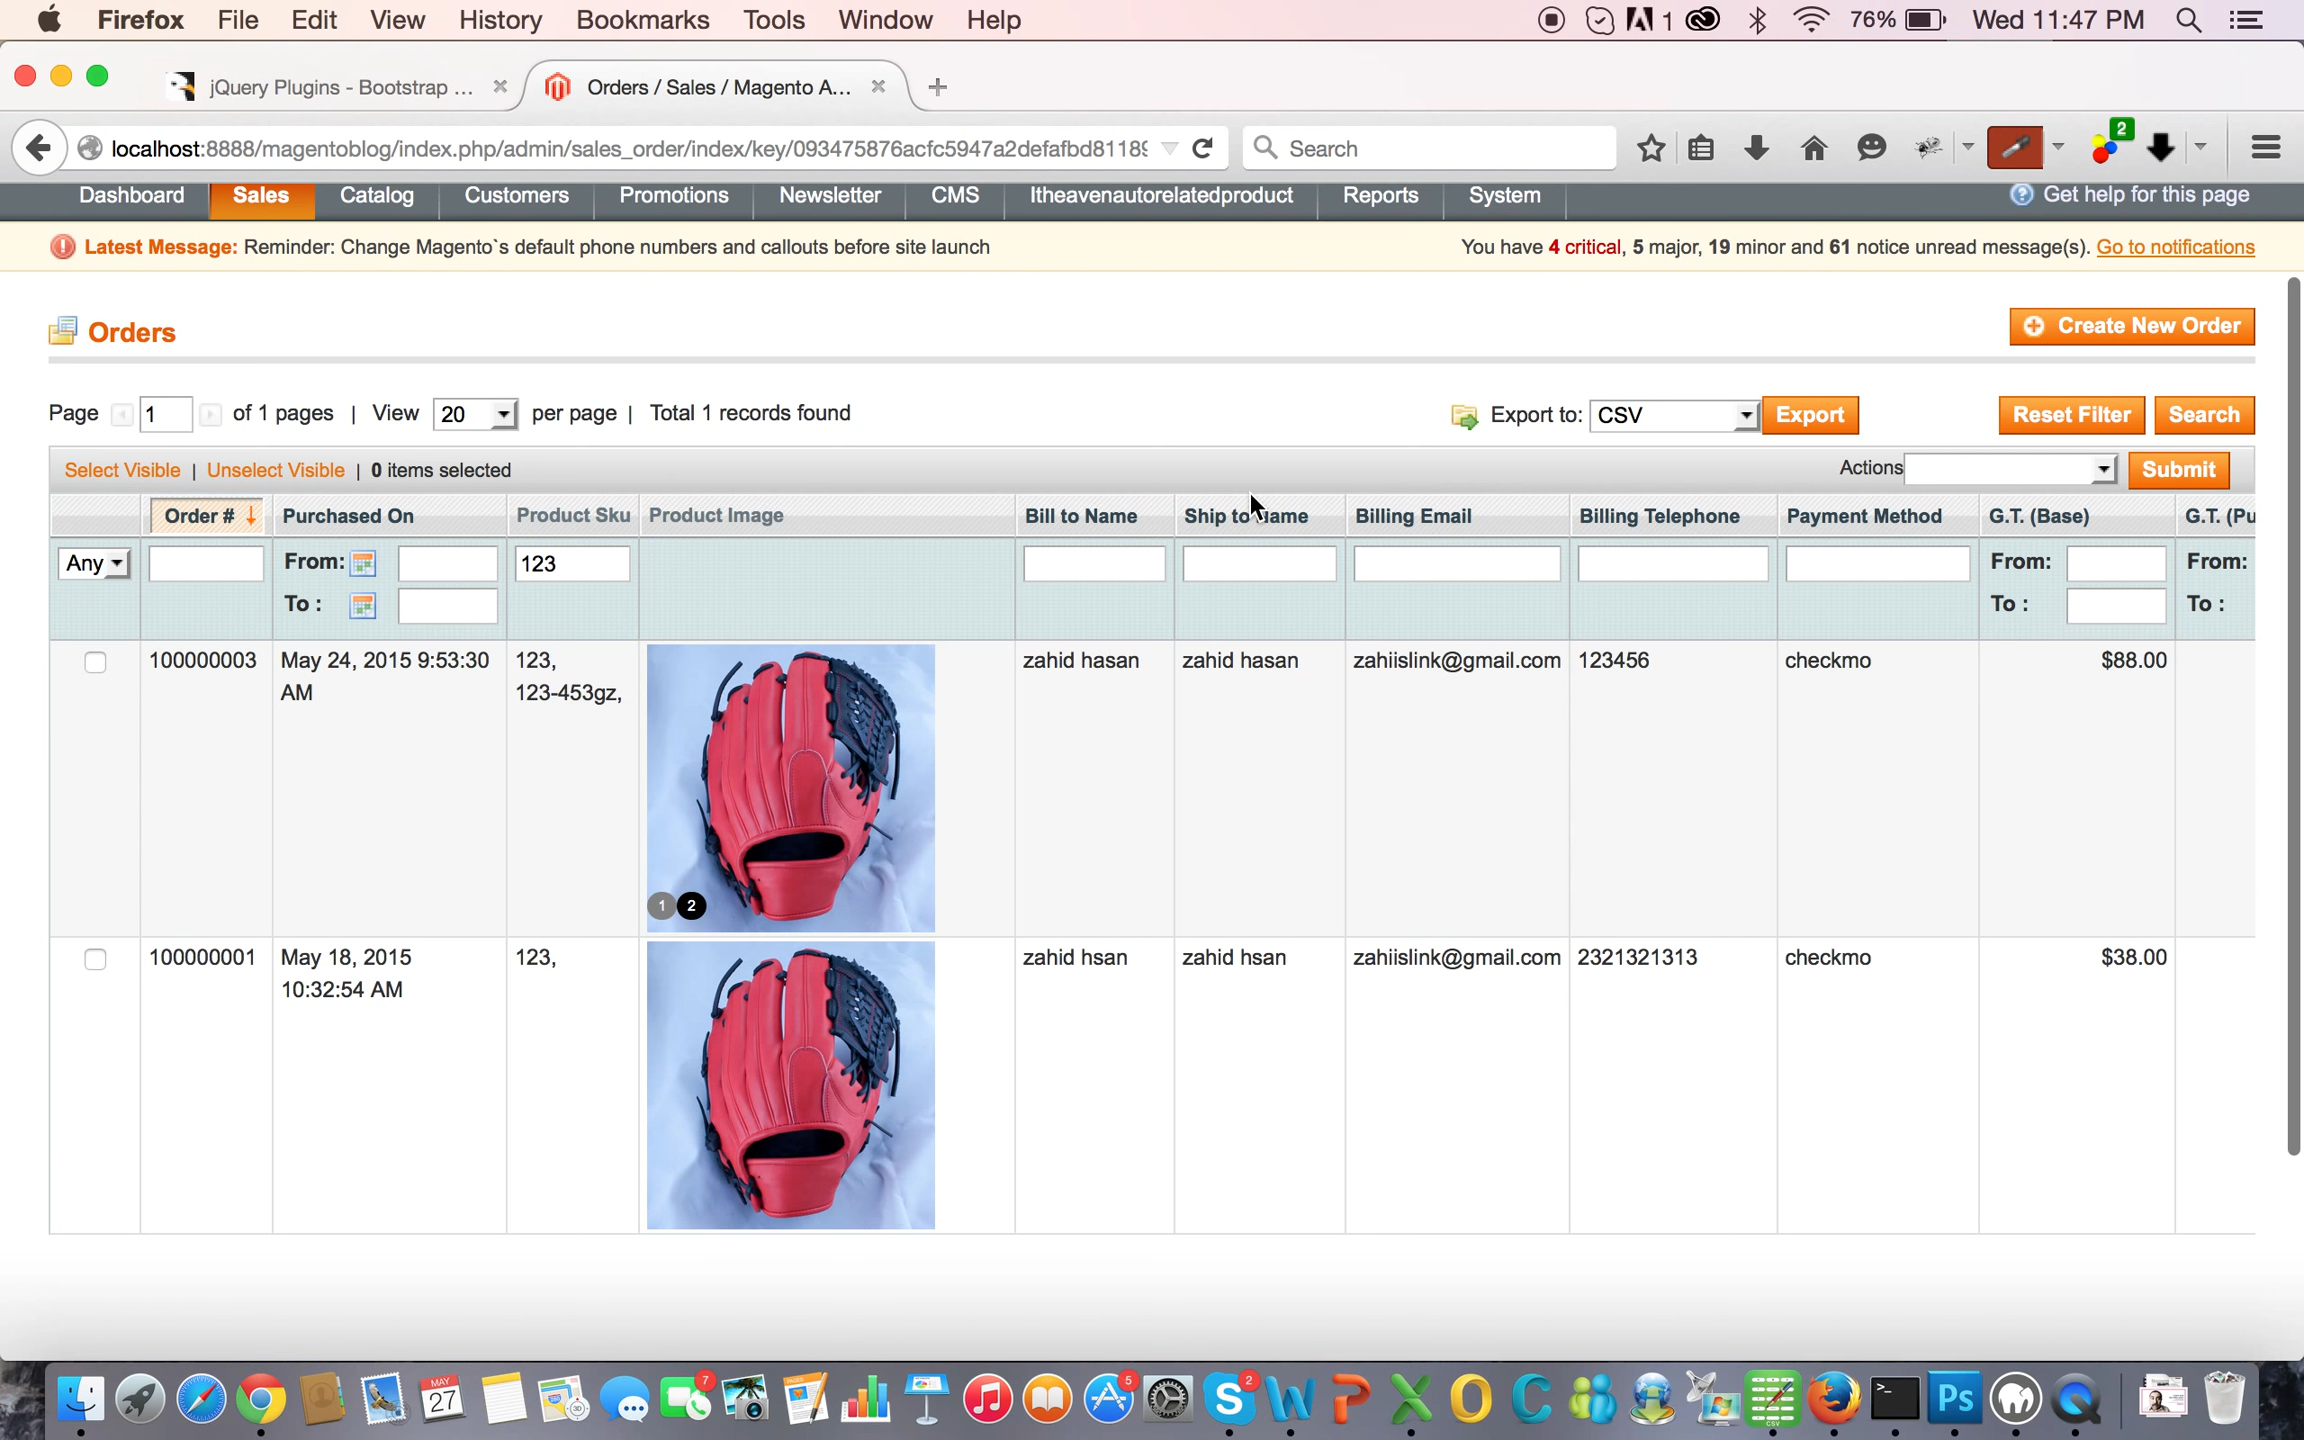 Firefox File Edit View History Bookmarks Tools Window Help 1 76% Wed 11:47 PM
jQuery Plugins - Bootstrap ... Orders / Sales / Magento A...
localhost:8888/magentoblog/index.php/admin/sales_order/index/key/093475876acfc5947a2defafbd8118 Search 2
Dashboard Sales Catalog Customers Promotions Newsletter CMS Itheavenautorelatedproduct Reports System Get help for this page
Latest Message: Reminder: Change Magento`s default phone numbers and callouts before site launch You have 4 critical, 5 major, 19 minor and 61 notice unread message(s). Go to notifications
Orders Create New Order
Page 1 of 1 pages | View 20 per page | Total 1 records found Export to: CSV Export Reset Filter Search
Select Visible | Unselect Visible | 0 items selected Actions Submit
Order # Purchased On Product Sku Product Image Bill to Name Ship to Name Billing Email Billing Telephone Payment Method G.T. (Base) G.T. (Pu
Any From: 123 From: From:
To : To : To :
100000003 May 24, 2015 9:53:30 123, zahid hasan zahid hasan zahiislink@gmail.com 123456 checkmo $88.00
AM 123-453gz,
1 2
100000001 May 18, 2015 123, zahid hsan zahid hsan zahiislink@gmail.com 2321321313 checkmo $38.00
10:32:54 AM
MAY 7 5 2
27 Ps